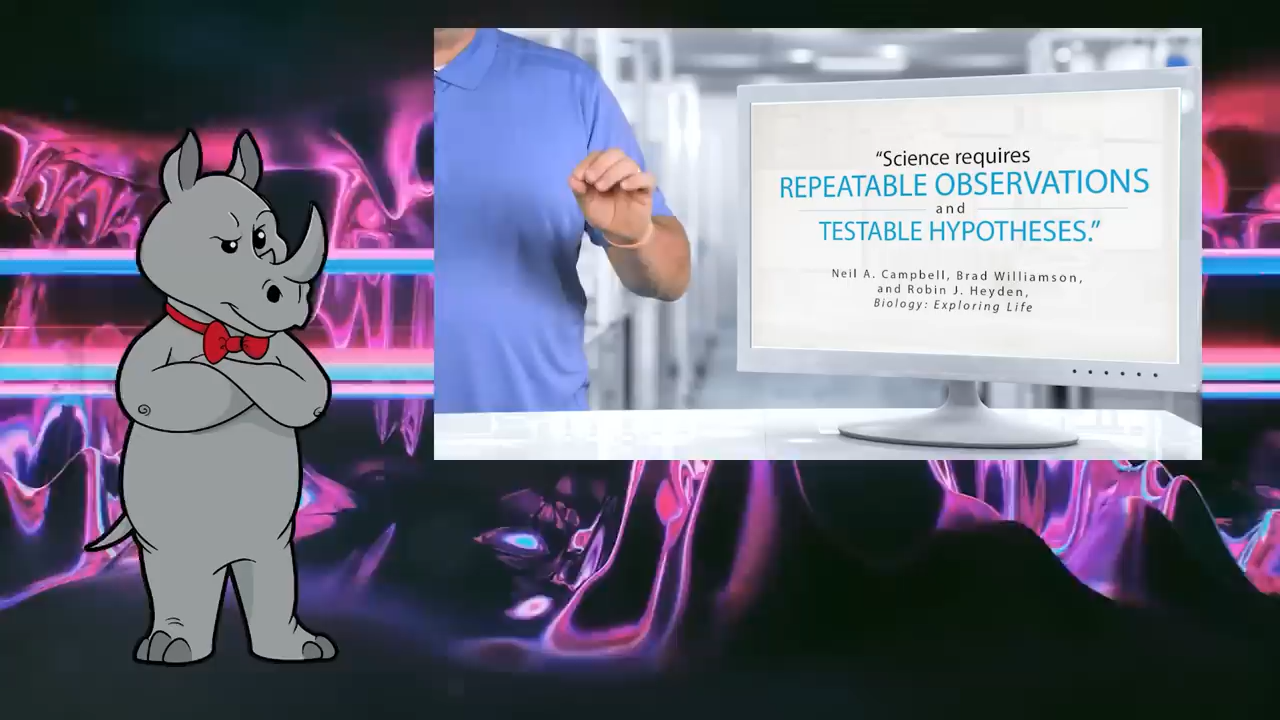 “Science requires
REPEATABLE OBSERVATIONS
and
TESTABLE HYPOTHESES.”
Neil A. Campbell, Brad Williamson,
and Robin J. Heyden,
Biology: Exploring Life